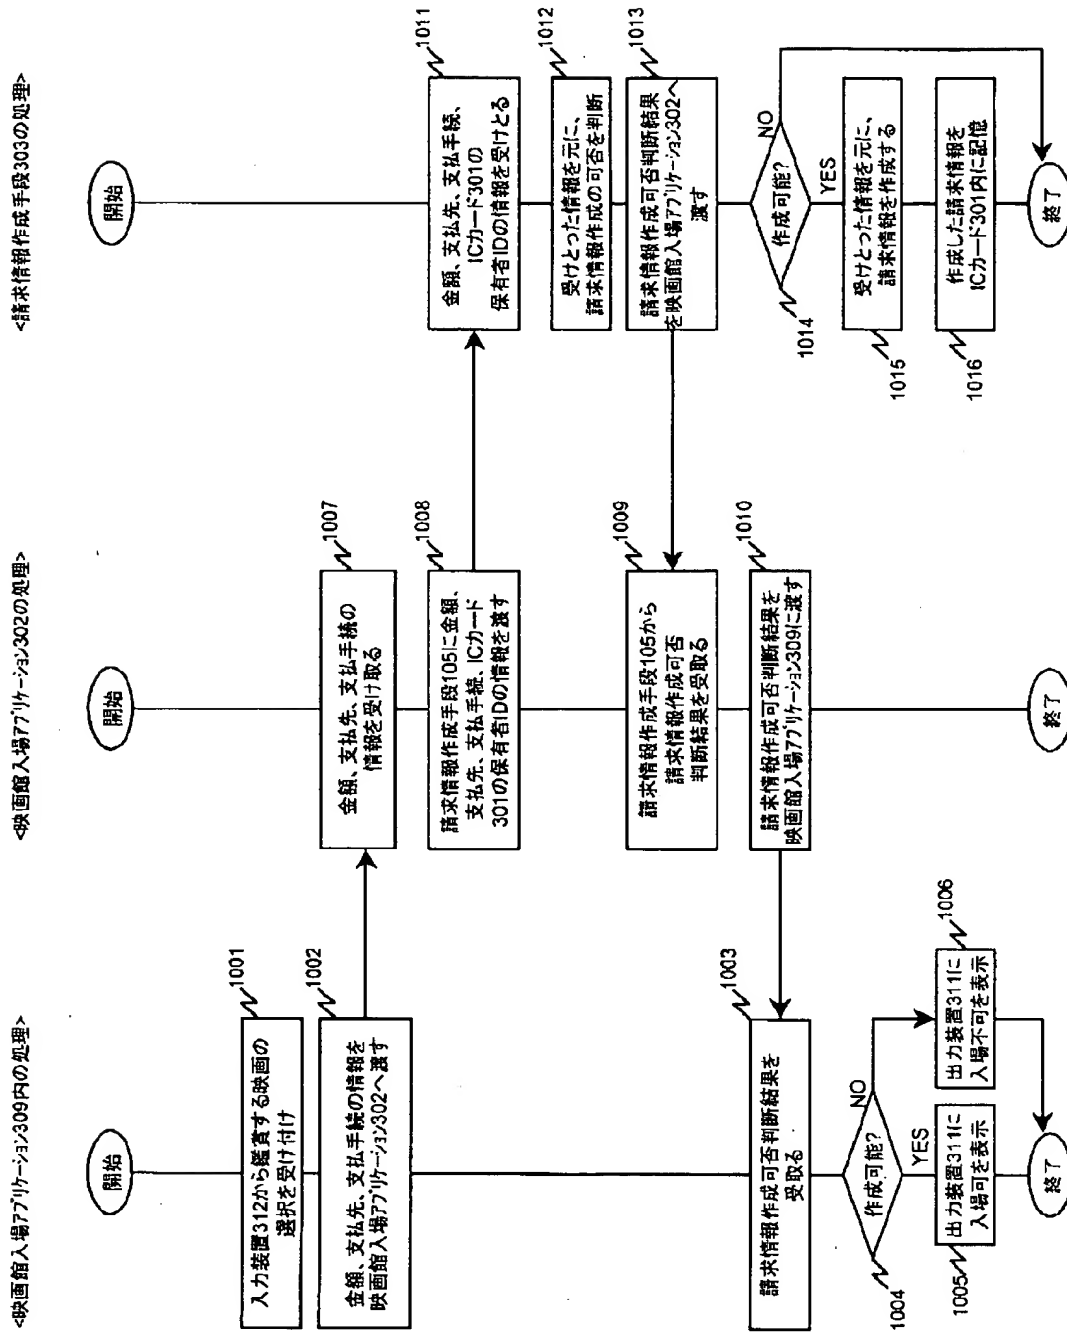 <映画館入場アプリケーション309内の処理>
開始
入力装置312から鑑賞する映画の
選択を受け付け
1001
金額、支払先、支払手続の情報を
映画館入場アプリケーション302へ渡す
1002
請求情報作成可否判断結果を
受取る
1003
作成可能?
1004
NO
YES
出力装置311に
入場可を表示
1005
出力装置311に
入場不可を表示
1006
終了
<映画館入場アプリケーション302の処理>
開始
金額、支払先、支払手続の
情報を受け取る
1007
請求情報作成手段105に金額、
支払先、支払手続、ICカード
301の保有者IDの情報を渡す
1008
請求情報作成手段105から
請求情報作成可否
判断結果を受取る
1009
請求情報作成可否判断結果を
映画館入場アプリケーション309に渡す
1010
終了
<請求情報作成手段303の処理>
開始
金額、支払先、支払手続、
ICカード301の
保有者IDの情報を受けとる
1011
受けとった情報を元に、
請求情報作成の可否を判断
1012
請求情報作成可否判断結果
を映画館入場アプリケーション302へ
渡す
1013
作成可能?
1014
NO
YES
受けとった情報を元に、
請求情報を作成する
1015
作成した請求情報を
ICカード301内に記憶
1016
終了